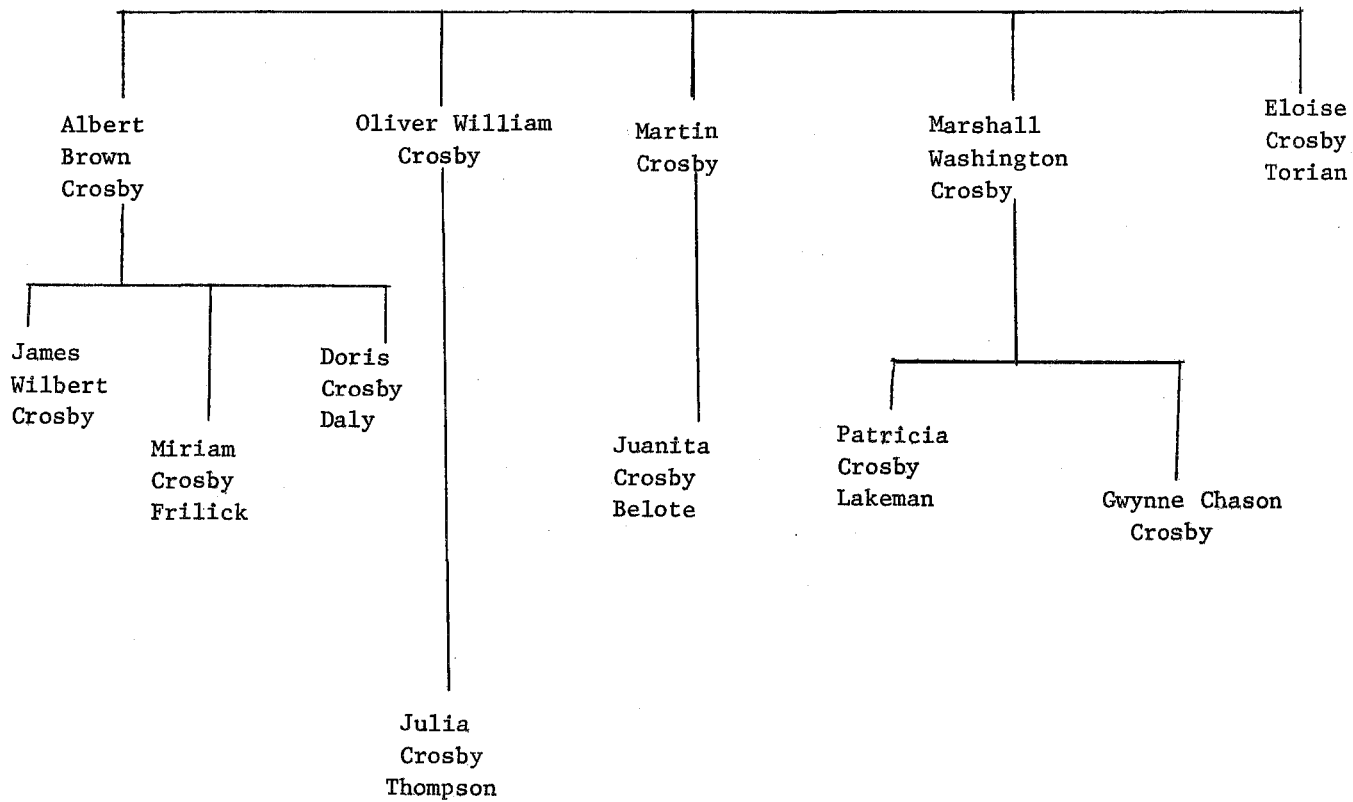 Albert
Brown
Crosby
Oliver William
Crosby
Martin
Crosby
Marshall
Washington
Crosby
Eloise
Crosby
Torian
James
Wilbert
Crosby
Miriam
Crosby
Frilick
Doris
Crosby
Daly
Juanita
Crosby
Belote
Patricia
Crosby
Lakeman
Gwynne Chason
Crosby
Julia
Crosby
Thompson